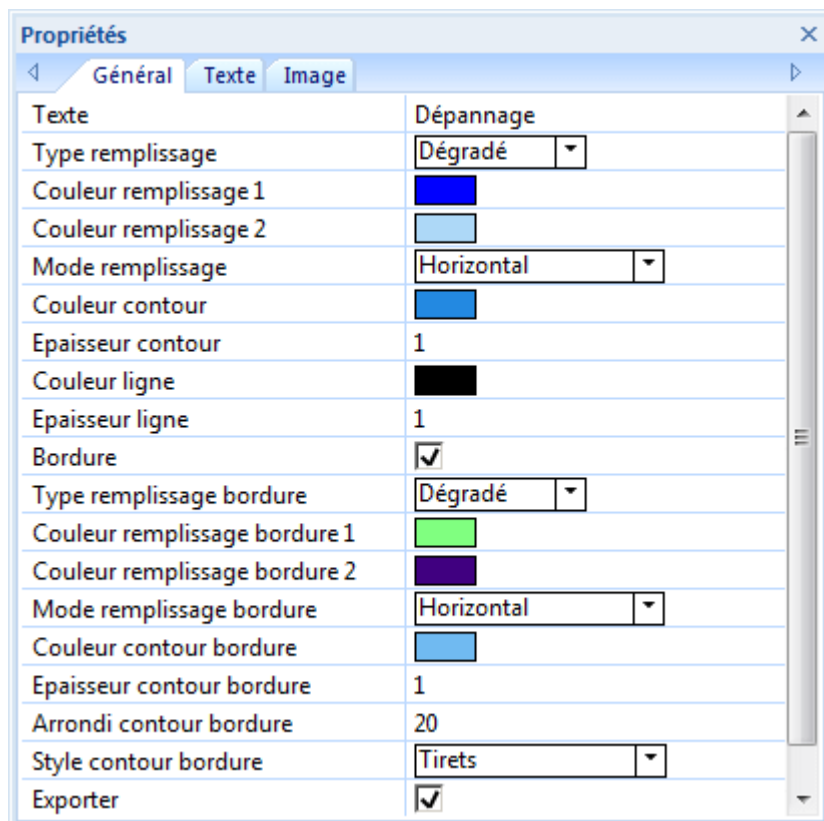 Propriétés
Général Texte Image
Texte Dépannage
Type remplissage Dégradé
Couleur remplissage 1
Couleur remplissage 2
Mode remplissage Horizontal
Couleur contour
Epaisseur contour 1
Couleur ligne
Epaisseur ligne 1
Bordure
Type remplissage bordure Dégradé
Couleur remplissage bordure 1
Couleur remplissage bordure 2
Mode remplissage bordure Horizontal
Couleur contour bordure
Epaisseur contour bordure 1
Arrondi contour bordure 20
Style contour bordure Tirets
Exporter